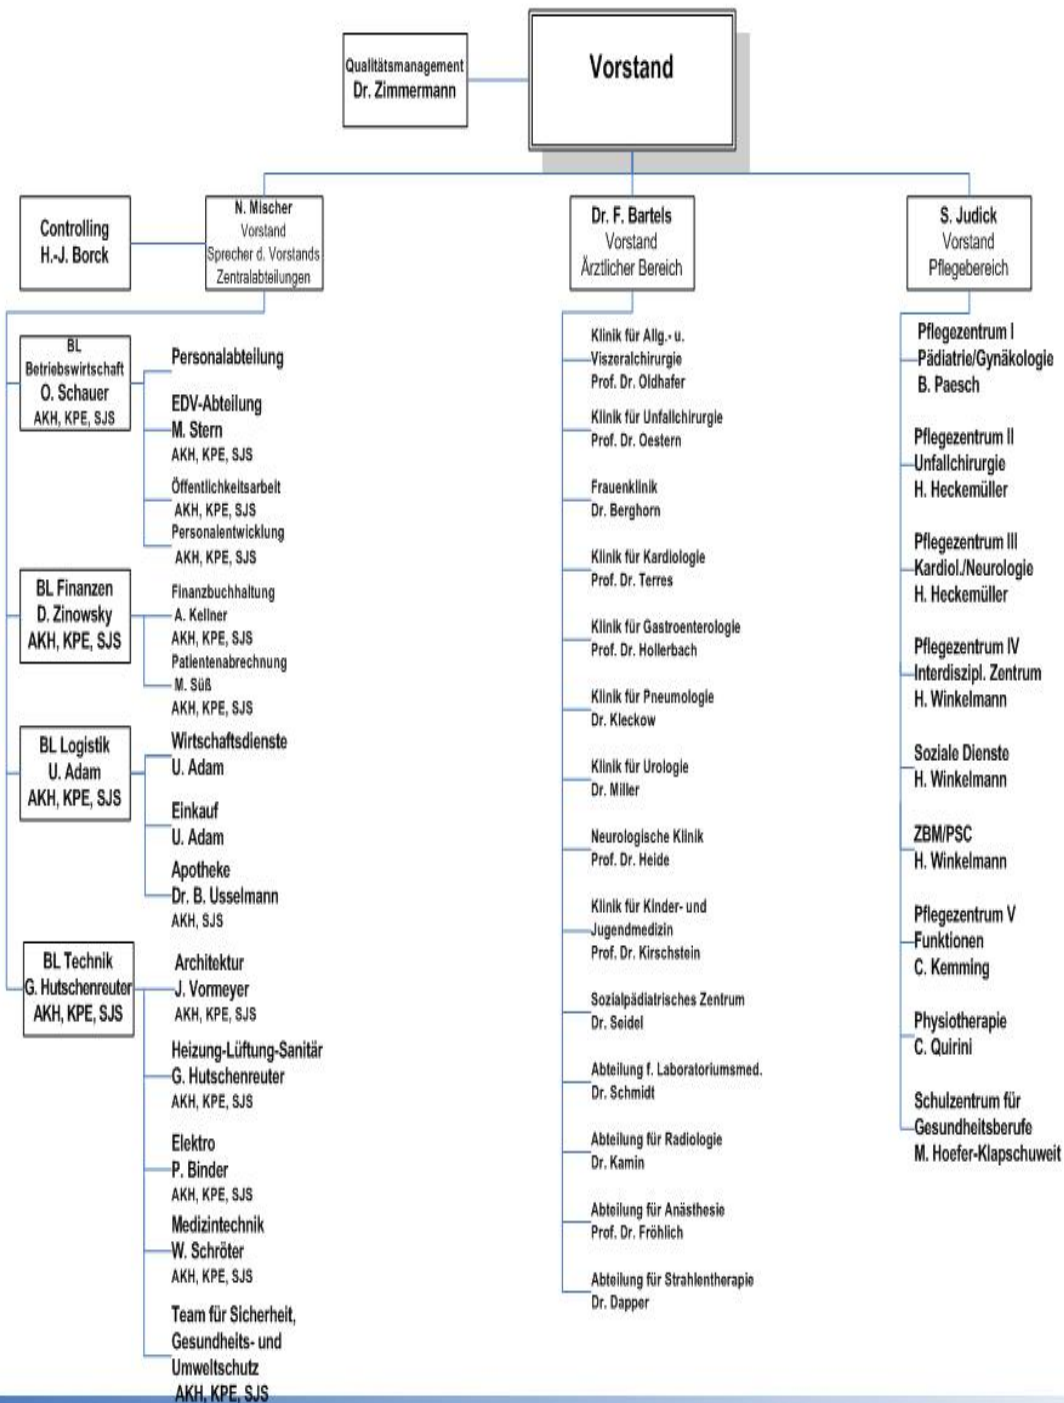 Qualitätsmanagement
Dr. Zimmermann
Vorstand
Controlling
H.-J. Borck
N. Mischer
Vorstand
Sprecher d. Vorstands
Zentralabteilungen
Dr. F. Bartels
Vorstand
Ärztlicher Bereich
S. Judick
Vorstand
Pflegebereich
BL
Betriebswirtschaft
O. Schauer
AKH, KPE, SJS
Personalabteilung
EDV-Abteilung
M. Stern
AKH, KPE, SJS
Öffentlichkeitsarbeit
AKH, KPE, SJS
Personalentwicklung
AKH, KPE, SJS
BL Finanzen
D. Zinowsky
AKH, KPE, SJS
Finanzbuchhaltung
A. Kellner
AKH, KPE, SJS
Patientenabrechnung
M. Süß
AKH, KPE, SJS
BL Logistik
U. Adam
AKH, KPE, SJS
Wirtschaftsdienste
U. Adam
Einkauf
U. Adam
Apotheke
Dr. B. Usselmann
AKH, SJS
BL Technik
G. Hutschenreuter
AKH, KPE, SJS
Architektur
J. Vormeyer
AKH, KPE, SJS
Heizung-Lüftung-Sanitär
G. Hutschenreuter
AKH, KPE, SJS
Elektro
P. Binder
AKH, KPE, SJS
Medizintechnik
W. Schröter
AKH, KPE, SJS
Team für Sicherheit,
Gesundheits- und
Umweltschutz
AKH, KPE, SJS
Klinik für Allg.- u.
Viszeralchirurgie
Prof. Dr. Oldhafer
Klinik für Unfallchirurgie
Prof. Dr. Oestern
Frauenklinik
Dr. Berghorn
Klinik für Kardiologie
Prof. Dr. Terres
Klinik für Gastroenterologie
Prof. Dr. Hollerbach
Klinik für Pneumologie
Dr. Kleckow
Klinik für Urologie
Dr. Miller
Neurologische Klinik
Prof. Dr. Heide
Klinik für Kinder- und
Jugendmedizin
Prof. Dr. Kirschstein
Sozialpädiatrisches Zentrum
Dr. Seidel
Abteilung f. Laboratoriumsmed.
Dr. Schmidt
Abteilung für Radiologie
Dr. Kamin
Abteilung für Anästhesie
Prof. Dr. Fröhlich
Abteilung für Strahlentherapie
Dr. Dapper
Pflegezentrum I
Pädiatrie/Gynäkologie
B. Paesch
Pflegezentrum II
Unfallchirurgie
H. Heckemüller
Pflegezentrum III
Kardiol./Neurologie
H. Heckemüller
Pflegezentrum IV
Interdiszipl. Zentrum
H. Winkelmann
Soziale Dienste
H. Winkelmann
ZBM/PSC
H. Winkelmann
Pflegezentrum V
Funktionen
C. Kemming
Physiotherapie
C. Quirini
Schulzentrum für
Gesundheitsberufe
M. Hoefer-Klapschuweit